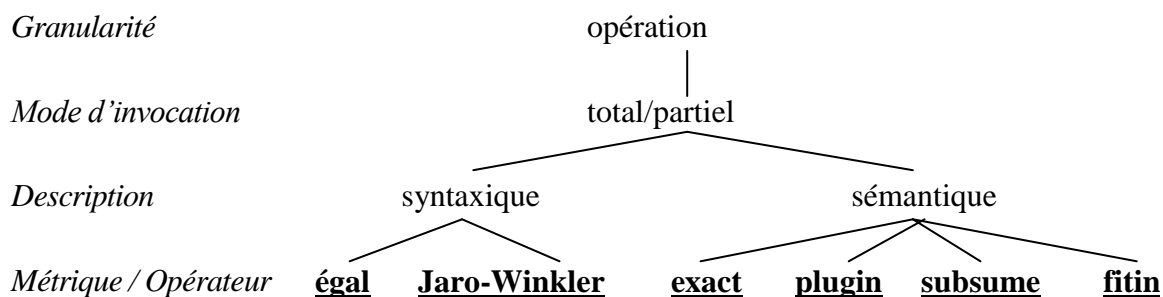 Granularité opération
Mode d'invocation total/partiel
Description syntaxique sémantique
Métrique / Opérateur égal Jaro-Winkler exact plugin subsume fitin